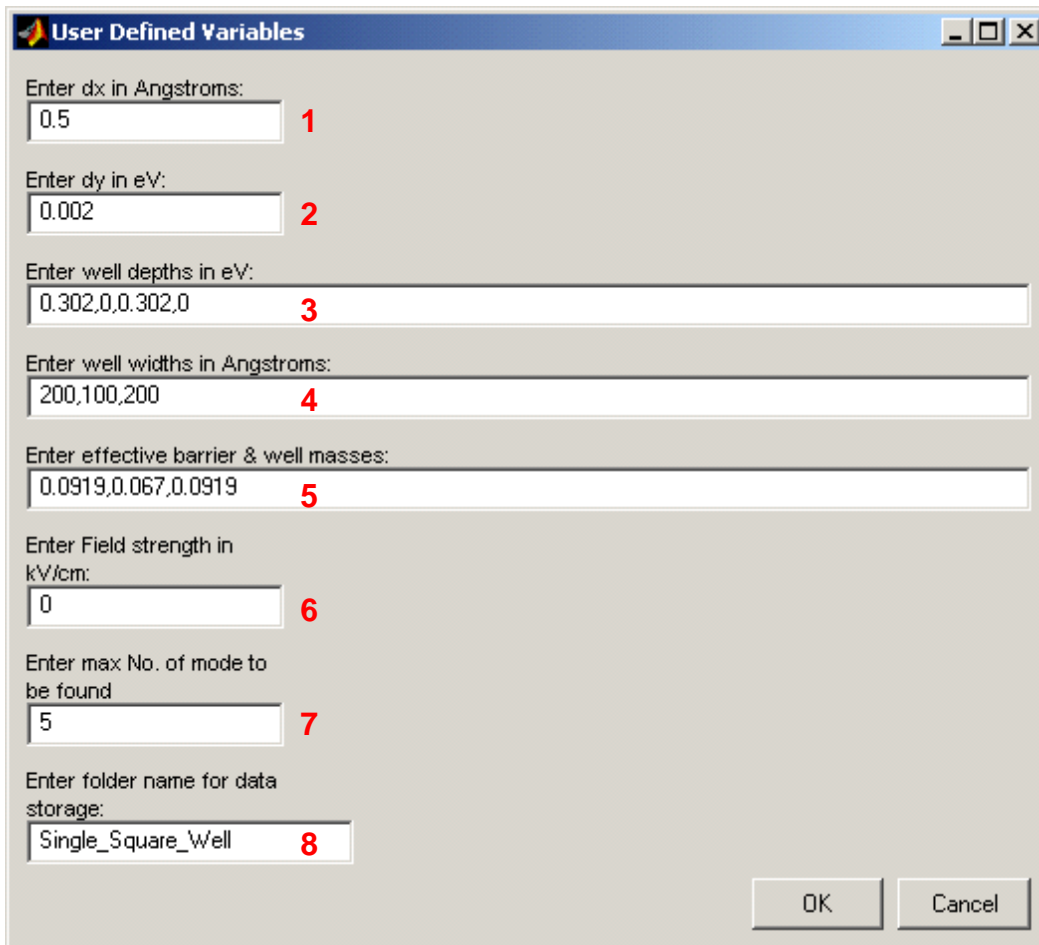 User Defined Variables
Enter dx in Angstroms:
0.5 1
Enter dy in eV:
0.002 2
Enter well depths in eV:
0.302,0,0.302,0 3
Enter well widths in Angstroms:
200,100,200 4
Enter effective barrier & well masses:
0.0919,0.067,0.0919 5
Enter Field strength in
kV/cm:
0 6
Enter max No. of mode to
be found
5 7
Enter folder name for data
storage:
Single_Square_Well 8
OK Cancel